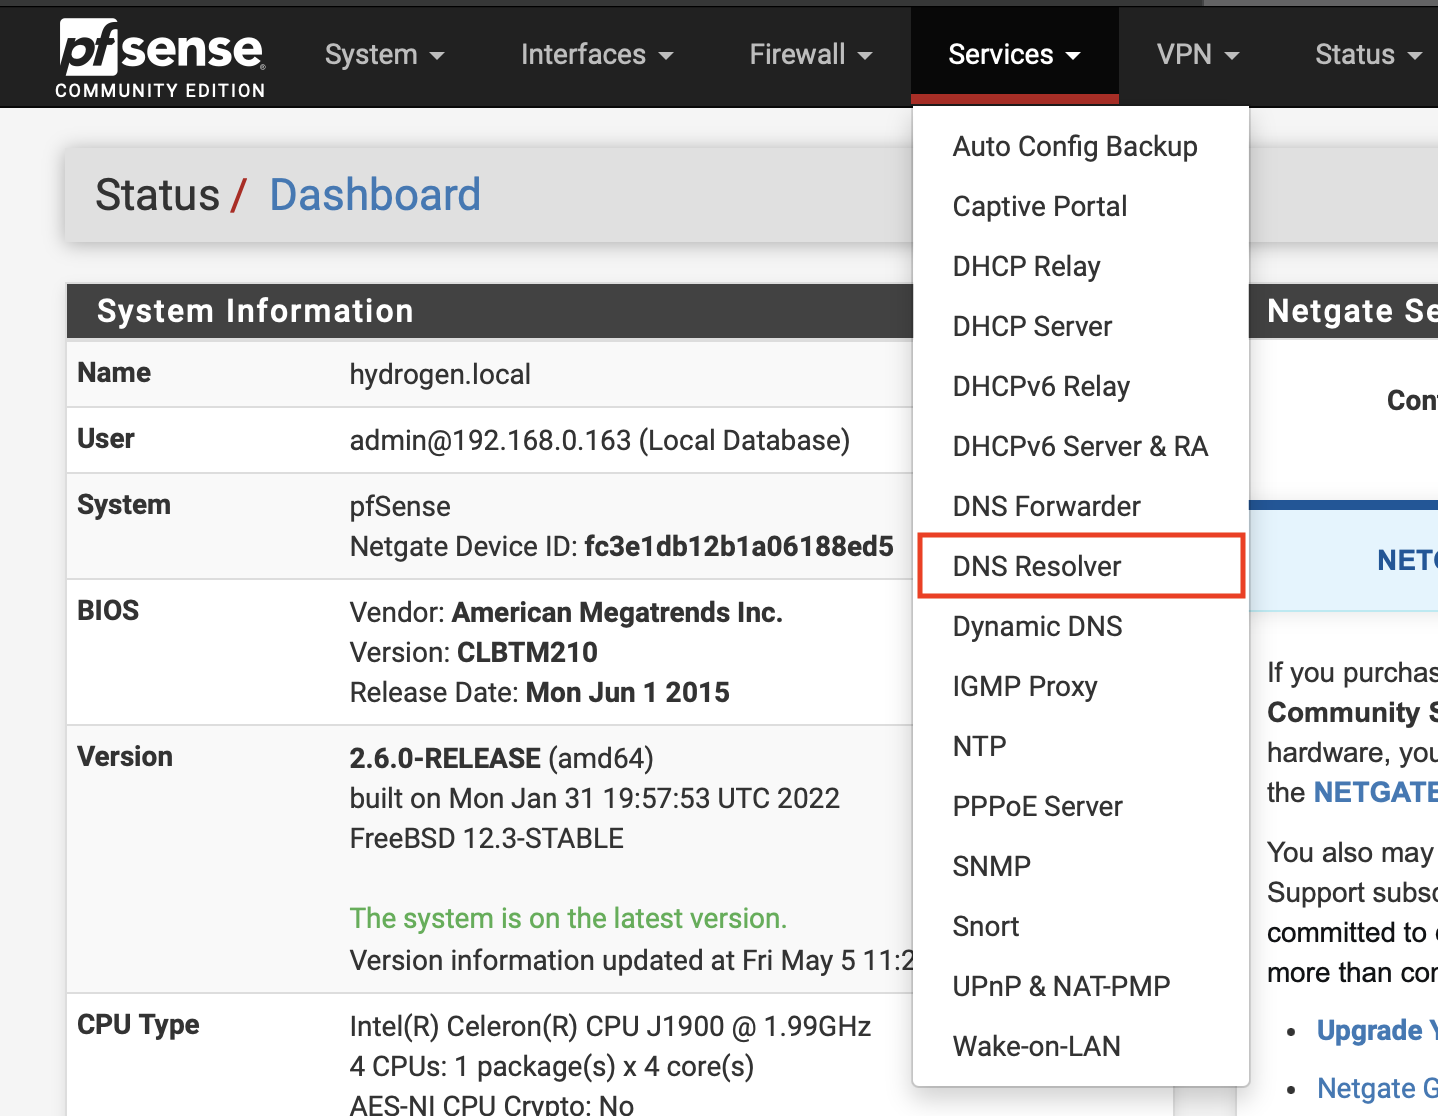 pfsense
COMMUNITY EDITION
System
Interfaces
Firewall
Services
VPN
Status
Status / Dashboard
Auto Config Backup
Captive Portal
DHCP Relay
DHCP Server
DHCPv6 Relay
DHCPv6 Server & RA
DNS Forwarder
DNS Resolver
Dynamic DNS
IGMP Proxy
NTP
PPPoE Server
SNMP
Snort
UPnP & NAT-PMP
Wake-on-LAN
System Information
Name
hydrogen.local
User
admin@192.168.0.163 (Local Database)
System
pfSense
Netgate Device ID: fc3e1db12b1a06188ed5
BIOS
Vendor: American Megatrends Inc.
Version: CLBTM210
Release Date: Mon Jun 1 2015
Version
2.6.0-RELEASE (amd64)
built on Mon Jan 31 19:57:53 UTC 2022
FreeBSD 12.3-STABLE
The system is on the latest version.
Version information updated at Fri May 5 11:2
CPU Type
Intel(R) Celeron(R) CPU J1900 @ 1.99GHz
4 CPUs: 1 package(s) x 4 core(s)
AES-NI CPU Crypto: No
Netgate Se
Con
NETG
If you purchas
Community S
hardware, you
the NETGATE
You also may
Support subsc
committed to
more than con
Upgrade Y
Netgate G